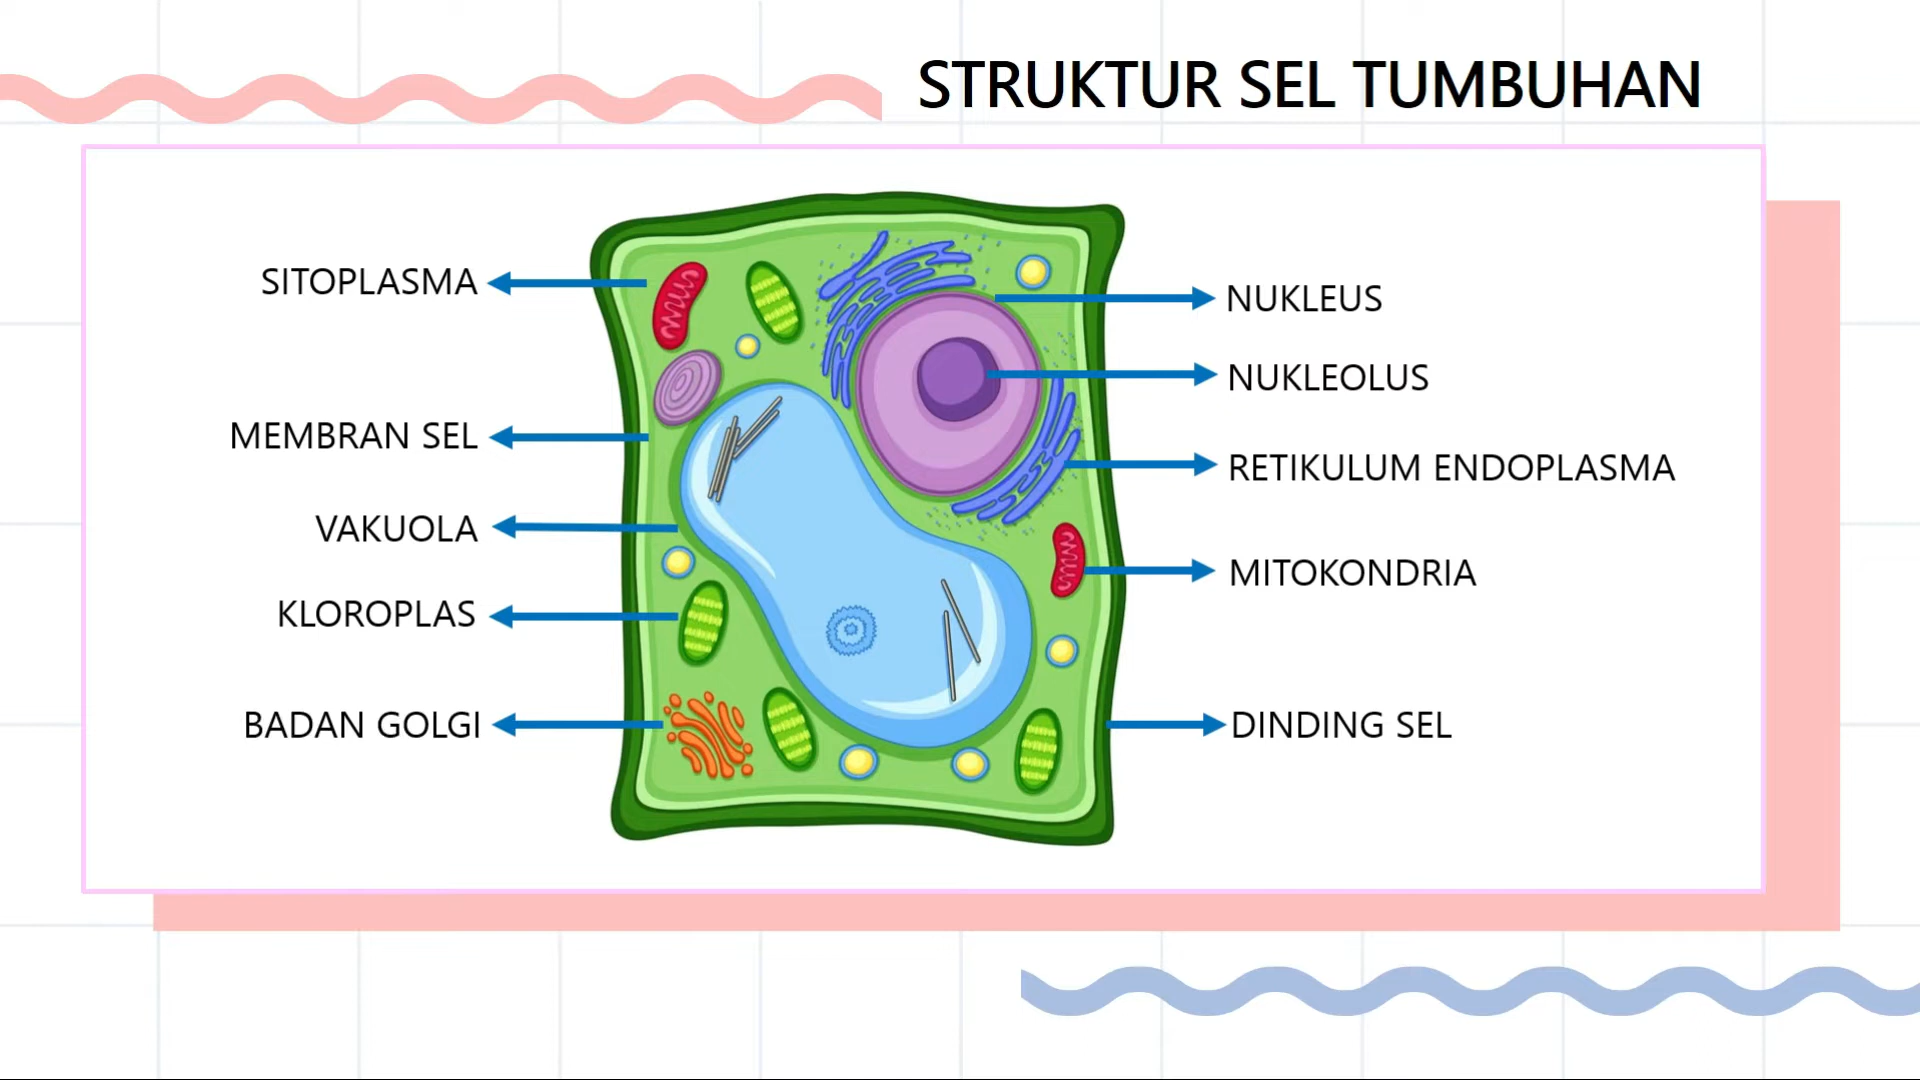 STRUKTUR SEL TUMBUHAN
SITOPLASMA
MEMBRAN SEL
VAKUOLA
KLOROPLAS
BADAN GOLGI
NUKLEUS
NUKLEOLUS
RETIKULUM ENDOPLASMA
MITOKONDRIA
DINDING SEL